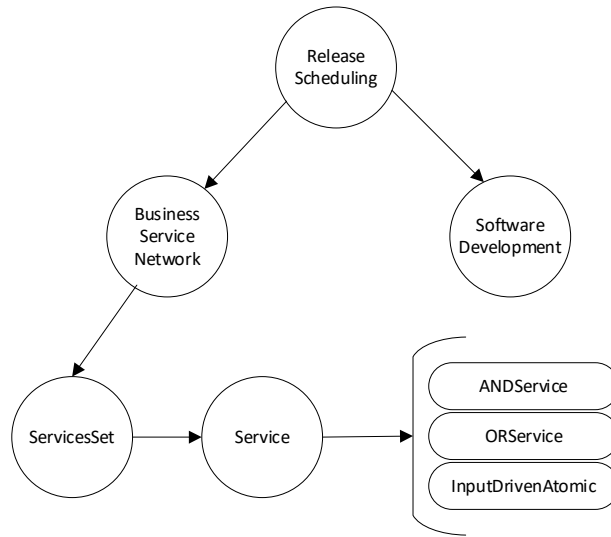 Release
Scheduling
Business
Service
Network
Software
Development
ServicesSet
Service
ANDService
ORService
InputDrivenAtomic